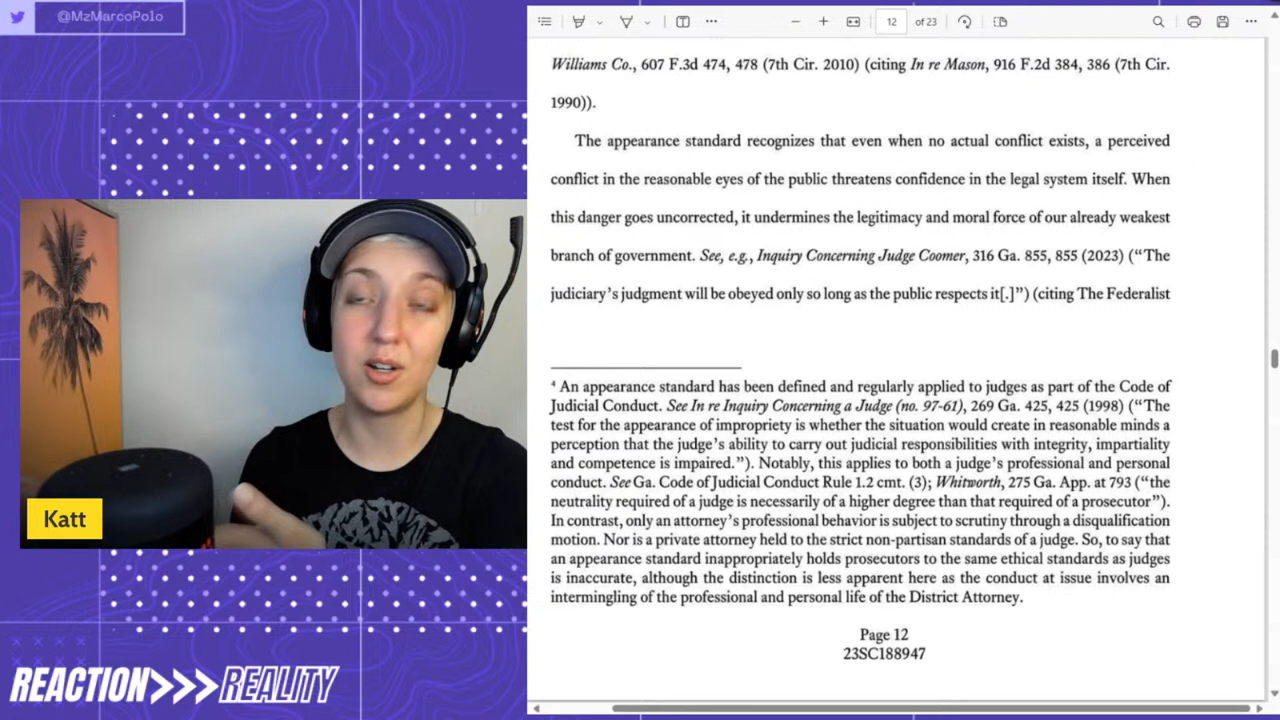 @MzMarcoPolo
12 of 23
Williams Co., 607 F.3d 474, 478 (7th Cir. 2010) (citing In re Mason, 916 F.2d 384, 386 (7th Cir.
1990)).
The appearance standard recognizes that even when no actual conflict exists, a perceived
conflict in the reasonable eyes of the public threatens confidence in the legal system itself. When
this danger goes uncorrected, it undermines the legitimacy and moral force of our already weakest
branch of government. See, e.g., Inquiry Concerning Judge Coomer, 316 Ga. 855, 855 (2023) (“The
judiciary’s judgment will be obeyed only so long as the public respects it[.]”) (citing The Federalist
4 An appearance standard has been defined and regularly applied to judges as part of the Code of
Judicial Conduct. See In re Inquiry Concerning a Judge (no. 97-61), 269 Ga. 425, 425 (1998) (“The
test for the appearance of impropriety is whether the situation would create in reasonable minds a
perception that the judge’s ability to carry out judicial responsibilities with integrity, impartiality
and competence is impaired.”). Notably, this applies to both a judge’s professional and personal
conduct. See Ga. Code of Judicial Conduct Rule 1.2 cmt. (3); Whitworth, 275 Ga. App. at 793 (“the
neutrality required of a judge is necessarily of a higher degree than that required of a prosecutor”).
In contrast, only an attorney’s professional behavior is subject to scrutiny through a disqualification
motion. Nor is a private attorney held to the strict non-partisan standards of a judge. So, to say that
an appearance standard inappropriately holds prosecutors to the same ethical standards as judges
is inaccurate, although the distinction is less apparent here as the conduct at issue involves an
intermingling of the professional and personal life of the District Attorney.
Page 12
23SC188947
Katt
REACTION>>>REALITY